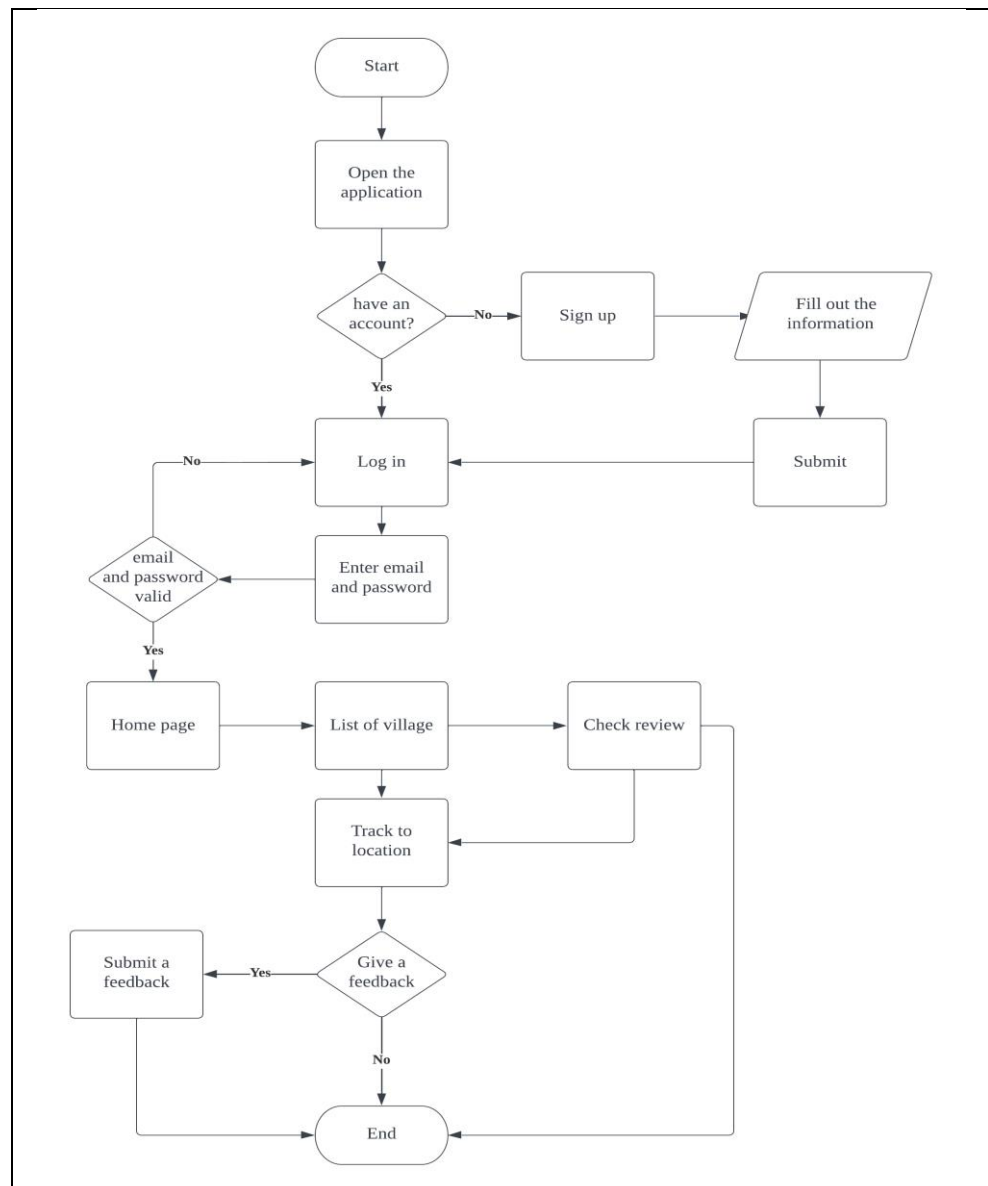 Start
Open the
application
have an
account?
No
Sign up
Fill out the
information
Yes
Log in
Submit
No
email
and password
valid
Enter email
and password
Yes
Home page
List of village
Check review
Track to
location
Give a
feedback
Yes
Submit a
feedback
No
End